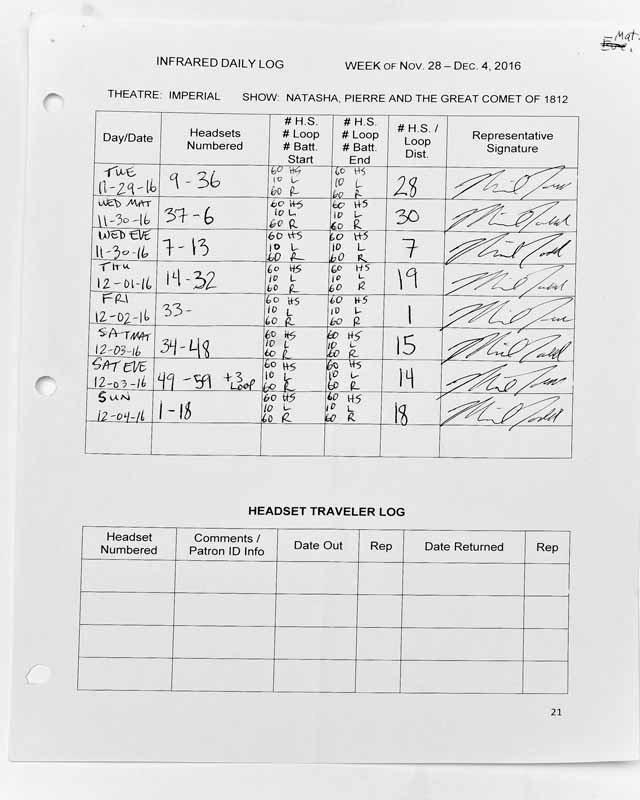 Mat.
Eve.
INFRARED DAILY LOG WEEK OF NOV. 28 – DEC. 4, 2016
THEATRE: IMPERIAL SHOW: NATASHA, PIERRE AND THE GREAT COMET OF 1812
Day/Date Headsets Numbered # H.S. # Loop # Batt. Start # H.S. # Loop # Batt. End # H.S. / Loop Dist. Representative Signature
TUE 11-29-16 9-36 60 HS 10 L 60 R 60 HS 10 L 60 R 28
WED MAT 11-30-16 37-6 60 HS 10 L 60 R 60 HS 10 L 60 R 30
WED EVE 11-30-16 7-13 60 HS 10 L 60 R 60 HS 10 L 60 R 7
THU 12-01-16 14-32 60 HS 10 L 60 R 60 HS 10 L 60 R 19
FRI 12-02-16 33- 60 HS 10 L 60 R 60 HS 10 L 60 R 1
SAT MAT 12-03-16 34-48 60 HS 10 L 60 R 60 HS 10 L 60 R 15
SAT EVE 12-03-16 49-59 +3 Loop 60 HS 10 L 60 R 60 HS 10 L 60 R 14
SUN 12-04-16 1-18 60 HS 10 L 60 R 60 HS 10 L 60 R 18
HEADSET TRAVELER LOG
Headset Numbered Comments / Patron ID Info Date Out Rep Date Returned Rep
21